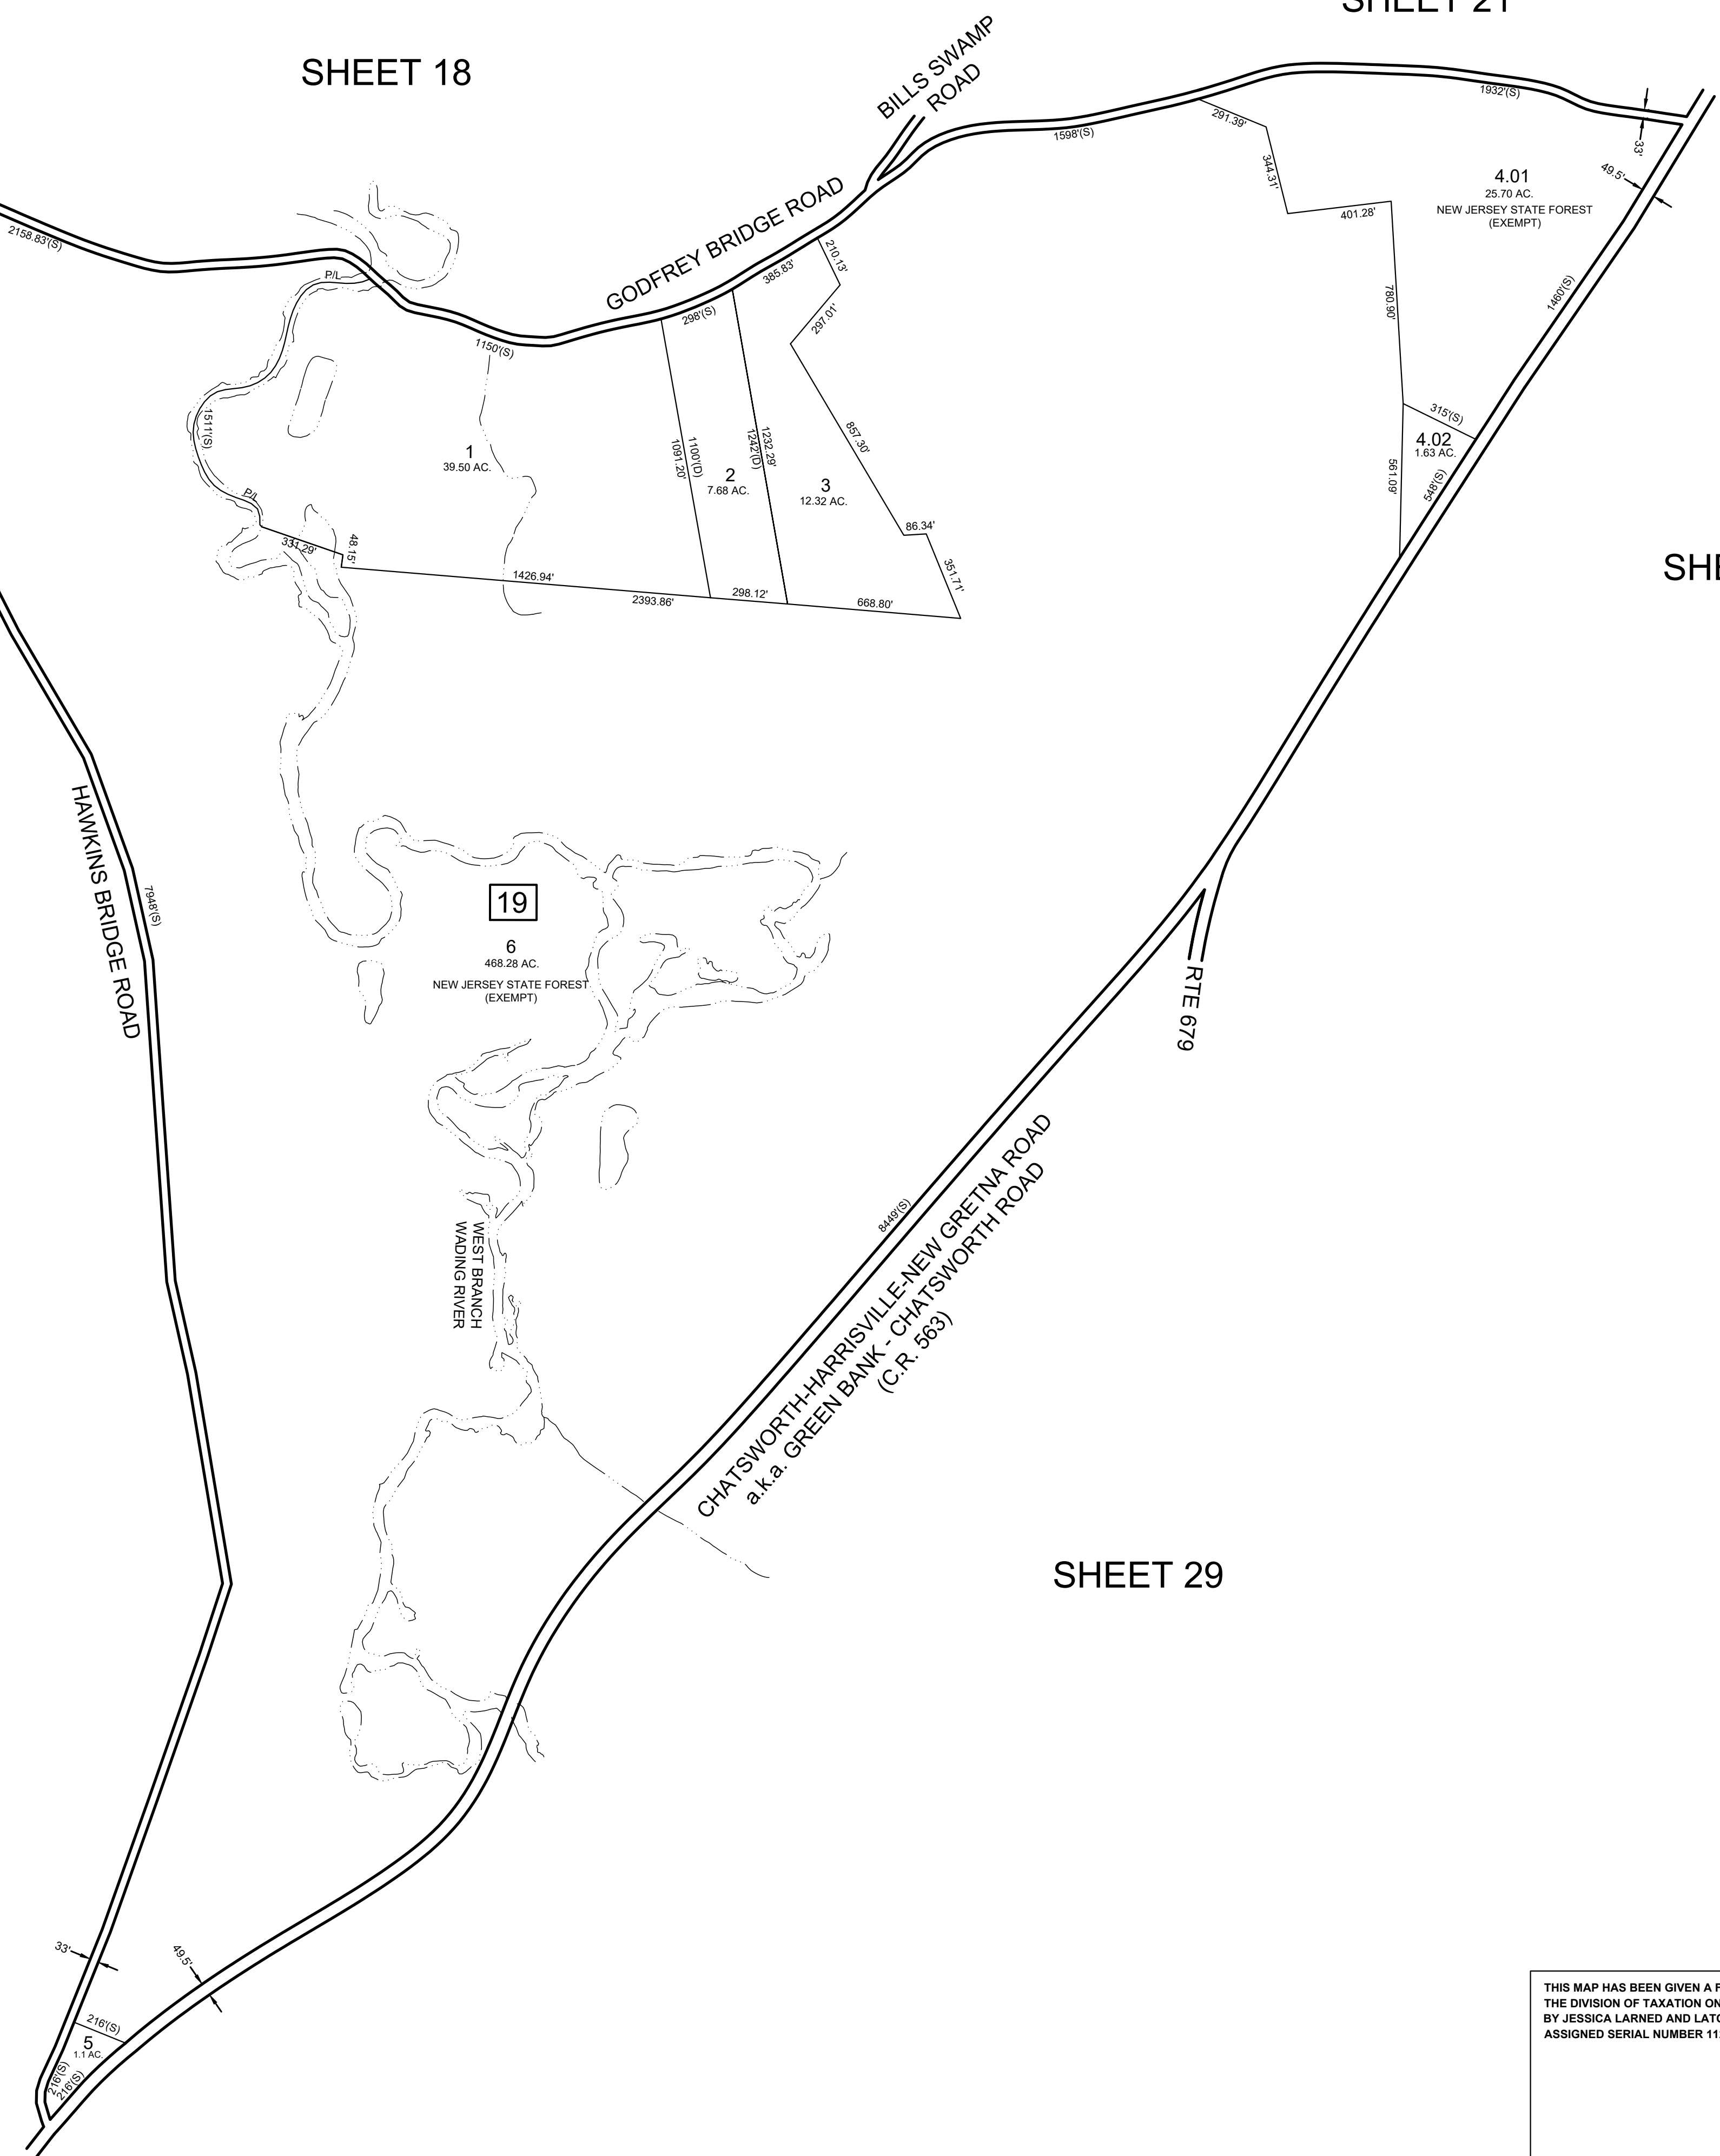 SHEET 21
SHEET 18
BILLS SWAMP
ROAD
1932'(S)
291.39'
1598'(S)
33'
344.31'
49.5'
4.01
25.70 AC.
NEW JERSEY STATE FOREST
(EXEMPT)
401.28'
2158.83'(S)
GODFREY BRIDGE ROAD
210.13'
385.83'
P/L
780.90'
1460'(S)
298'(S)
297.01'
1150'(S)
1511'(S)
315'(S)
1
39.50 AC.
1100'(D)
1091.20'
1232.29'
1242'(D)
857.30'
4.02
1.63 AC.
2
7.68 AC.
3
12.32 AC.
561.09'
548'(S)
P/L
86.34'
331.29'
48.15'
351.71'
1426.94'
2393.86'
298.12'
668.80'
SHE
HAWKINS BRIDGE ROAD
7948'(S)
19
6
468.28 AC.
NEW JERSEY STATE FOREST
(EXEMPT)
RTE 679
WEST BRANCH
WADING RIVER
8449'(S)
CHATSWORTH-HARRISVILLE-NEW GRETNA ROAD
a.k.a. GREEN BANK - CHATSWORTH ROAD
(C.R. 563)
SHEET 29
33'
49.5'
216'(S)
5
1.1 AC.
216'(S)
216'(S)
THIS MAP HAS BEEN GIVEN A
THE DIVISION OF TAXATION ON
BY JESSICA LARNED AND
ASSIGNED SERIAL NUMBER